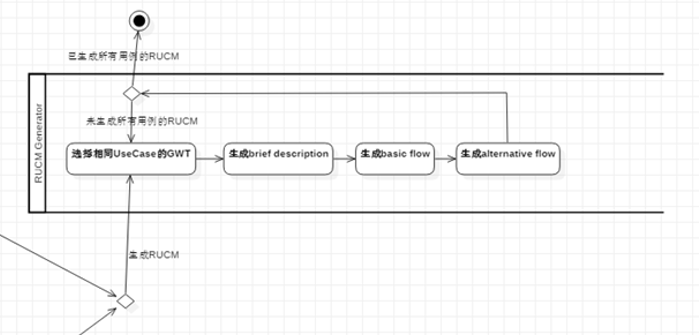 已生成所有用例的RUCM
未生成所有用例的RUCM
RUCM Generator
选择相同UseCase的GWT
生成brief description
生成basic flow
生成alternative flow
生成RUCM